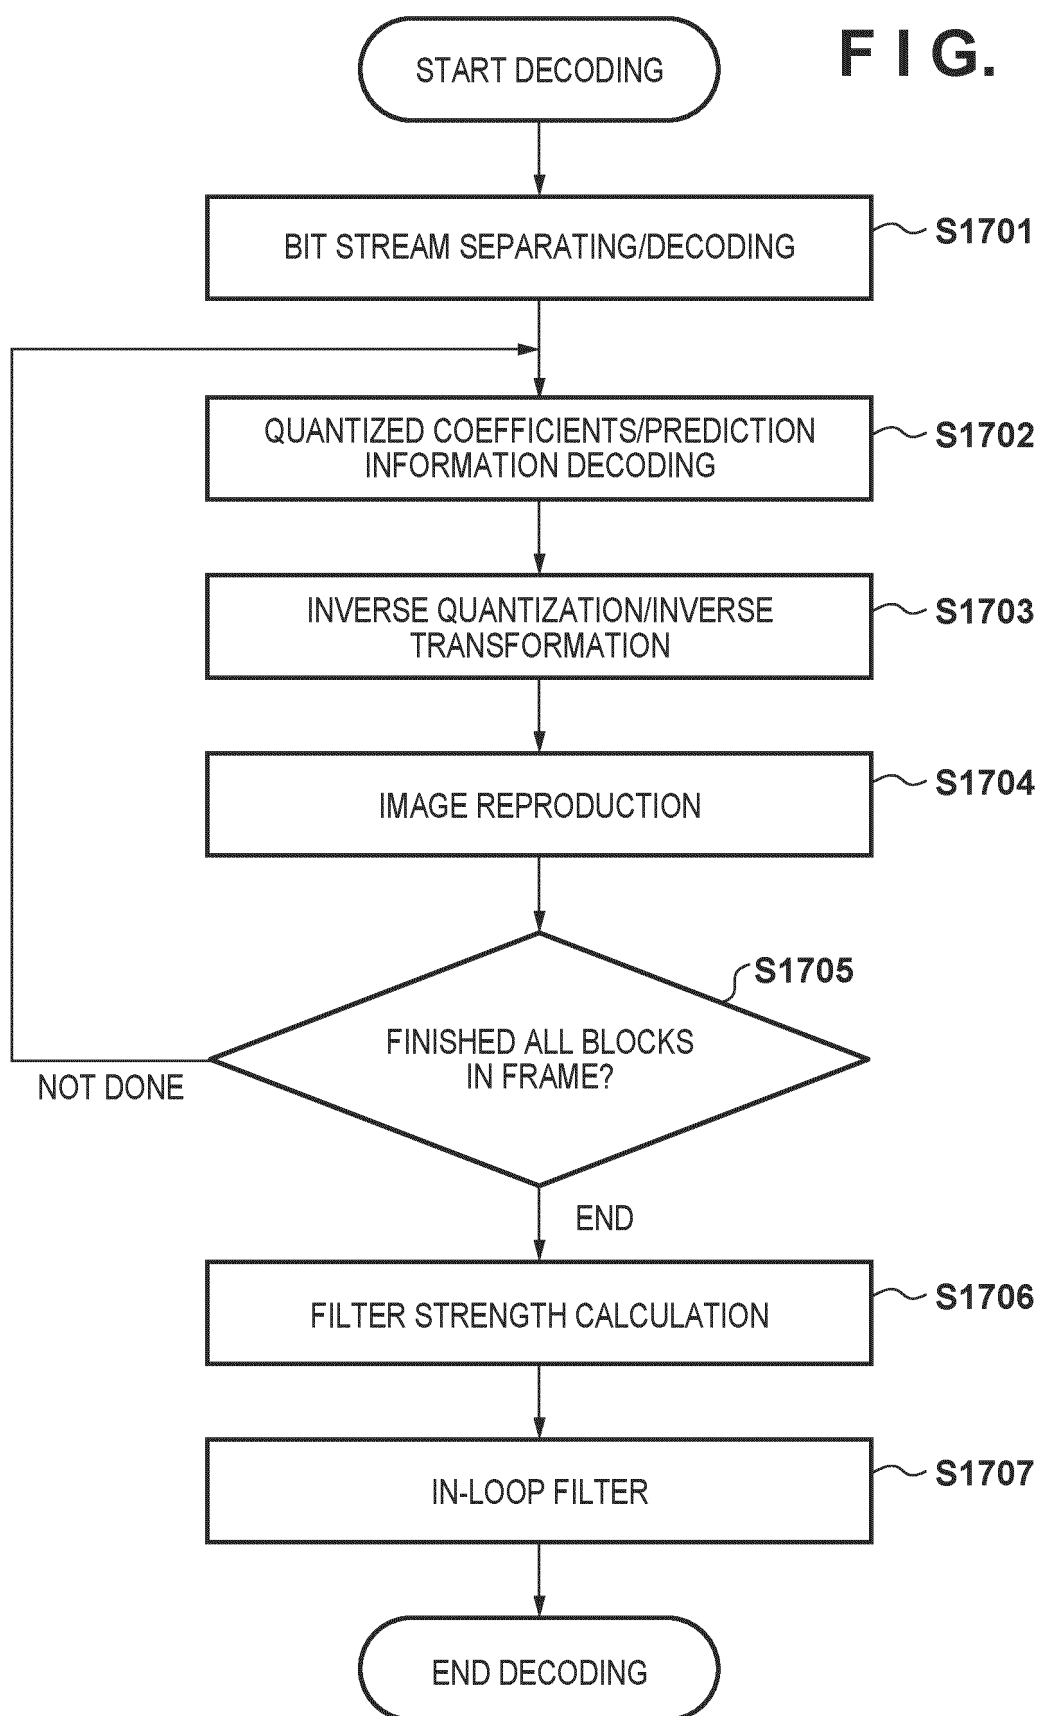 FIG.
START DECODING
BIT STREAM SEPARATING/DECODING
S1701
QUANTIZED COEFFICIENTS/PREDICTION
INFORMATION DECODING
S1702
INVERSE QUANTIZATION/INVERSE
TRANSFORMATION
S1703
IMAGE REPRODUCTION
S1704
S1705
FINISHED ALL BLOCKS
IN FRAME?
NOT DONE
END
FILTER STRENGTH CALCULATION
S1706
IN-LOOP FILTER
S1707
END DECODING